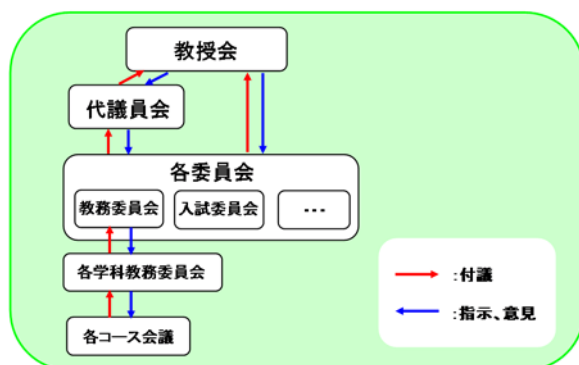 教授会
代議員会
各委員会
教務委員会
入試委員会
･･･
各学科教務委員会
各コース会議
:付議
:指示、意見